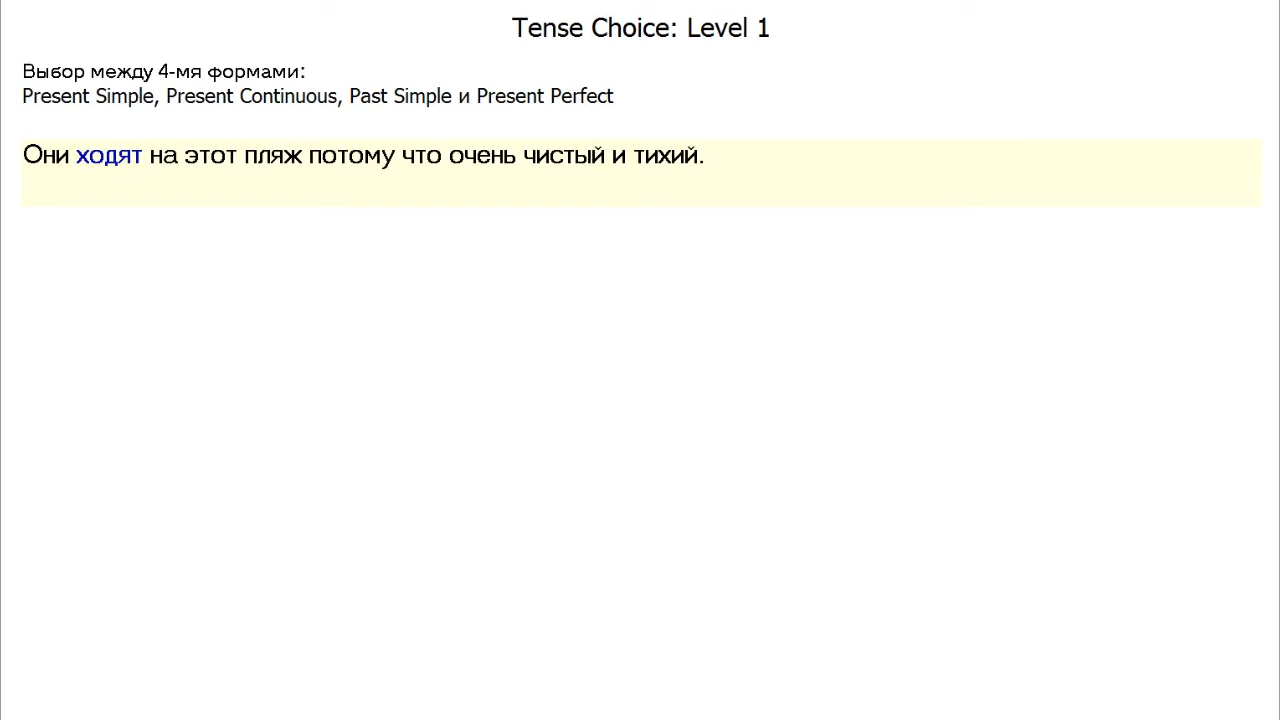 Tense Choice: Level 1
Выбор между 4-мя формами:
Present Simple, Present Continuous, Past Simple и Present Perfect
Они ходят на этот пляж потому что очень чистый и тихий.